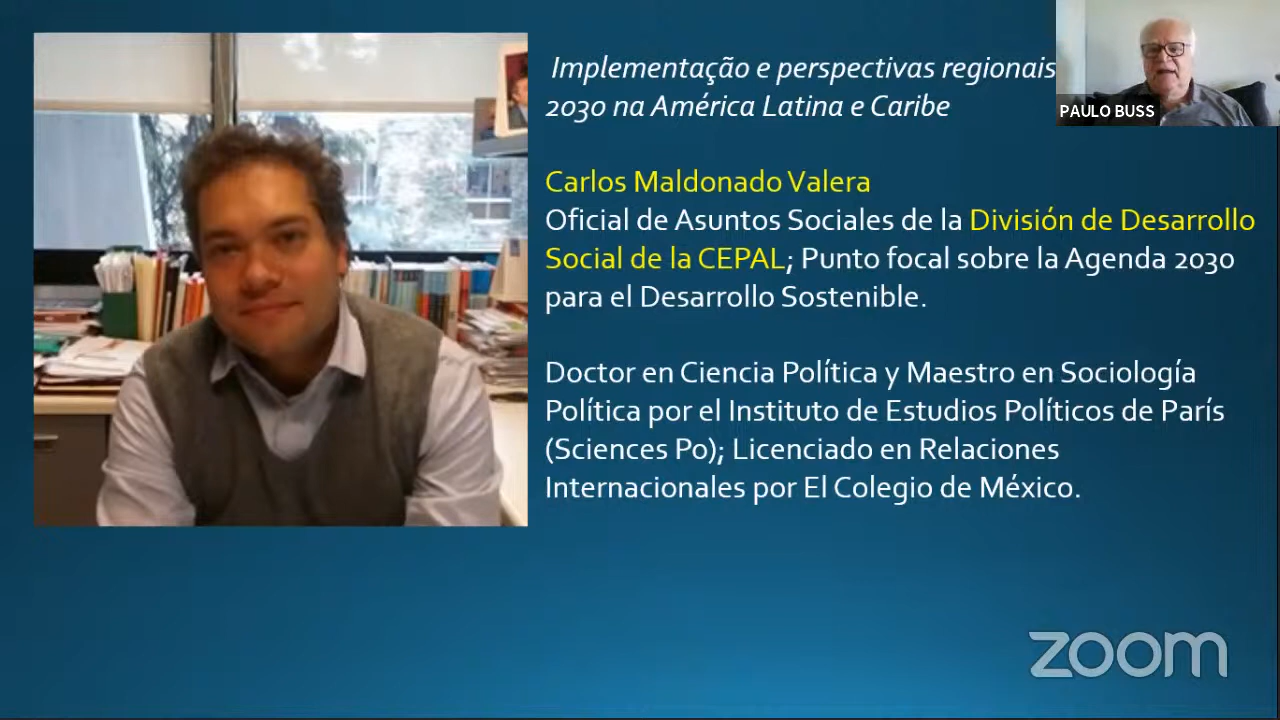 Implementação e perspectivas regionais
2030 na América Latina e Caribe
PAULO BUSS
Carlos Maldonado Valera
Oficial de Asuntos Sociales de la División de Desarrollo
Social de la CEPAL; Punto focal sobre la Agenda 2030
para el Desarrollo Sostenible.
Doctor en Ciencia Política y Maestro en Sociología
Política por el Instituto de Estudios Políticos de París
(Sciences Po); Licenciado en Relaciones
Internacionales por El Colegio de México.
zoom